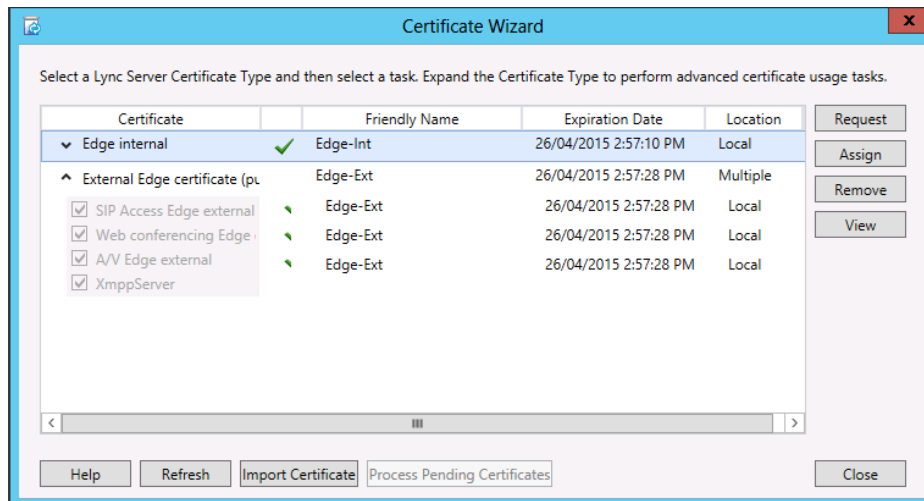 Certificate Wizard
x
Select a Lync Server Certificate Type and then select a task. Expand the Certificate Type to perform advanced certificate usage tasks.
Certificate Friendly Name Expiration Date Location
Edge internal Edge-Int 26/04/2015 2:57:10 PM Local
External Edge certificate (pu Edge-Ext 26/04/2015 2:57:28 PM Multiple
SIP Access Edge external Edge-Ext 26/04/2015 2:57:28 PM Local
Web conferencing Edge Edge-Ext 26/04/2015 2:57:28 PM Local
A/V Edge external Edge-Ext 26/04/2015 2:57:28 PM Local
XmppServer
Request
Assign
Remove
View
Help Refresh Import Certificate Process Pending Certificates Close